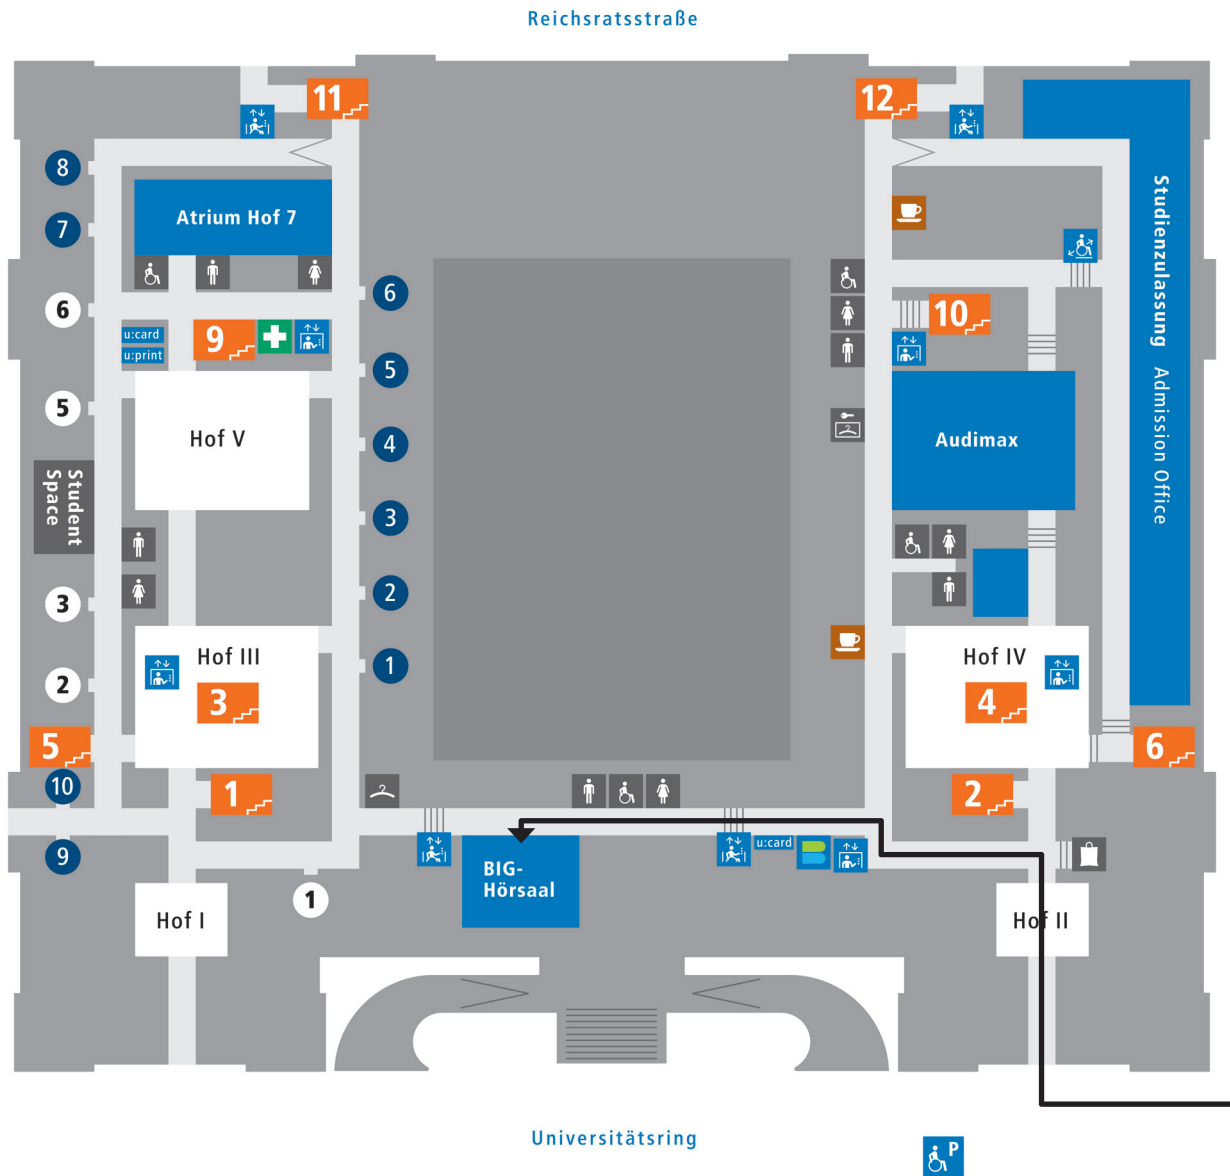 Reichsratsstraße
11
12
8
Atrium Hof 7
7
6
6
u:card
u:print
9
10
5
5
Hof V
4
Audimax
Studienzulassung Admission Office
Student
Space
3
3
2
Hof III
Hof IV
1
2
3
4
5
6
10
1
2
9
u:card
BIG-
Hörsaal
1
Hof I
Hof II
Universitätsring
P